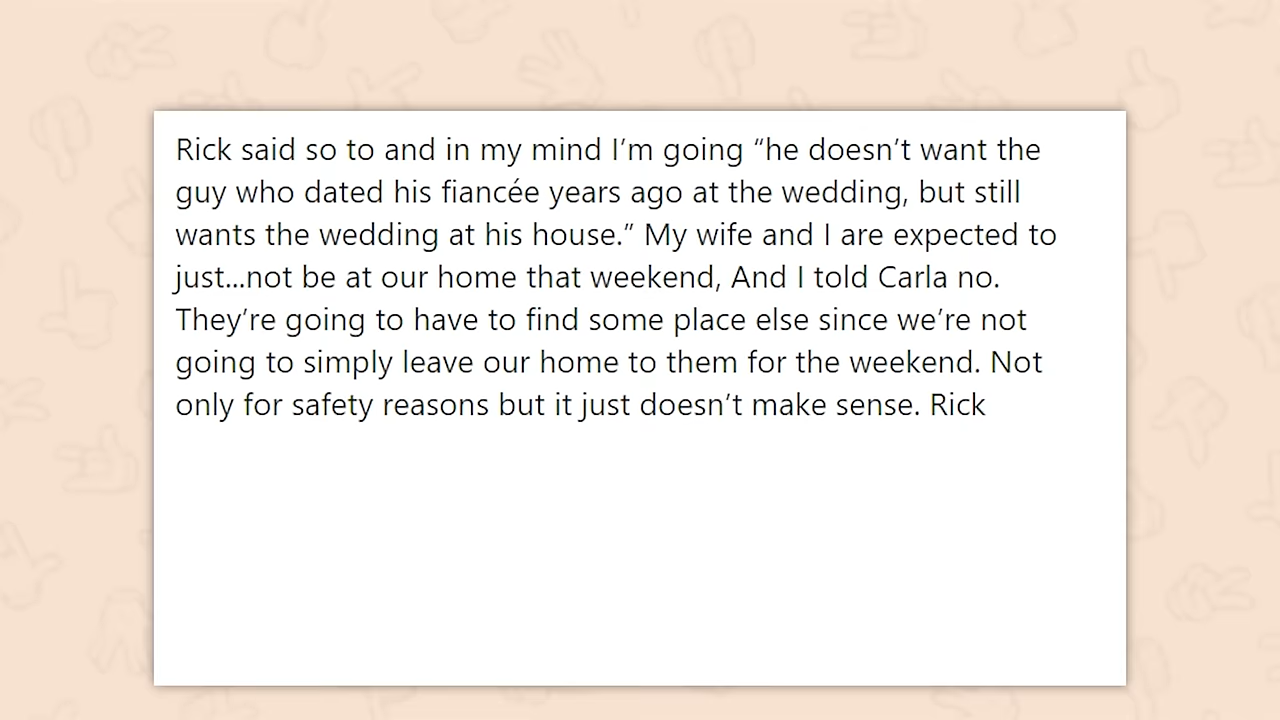 Rick said so to and in my mind I’m going “he doesn’t want the
guy who dated his fiancée years ago at the wedding, but still
wants the wedding at his house.” My wife and I are expected to
just...not be at our home that weekend, And I told Carla no.
They’re going to have to find some place else since we’re not
going to simply leave our home to them for the weekend. Not
only for safety reasons but it just doesn’t make sense. Rick